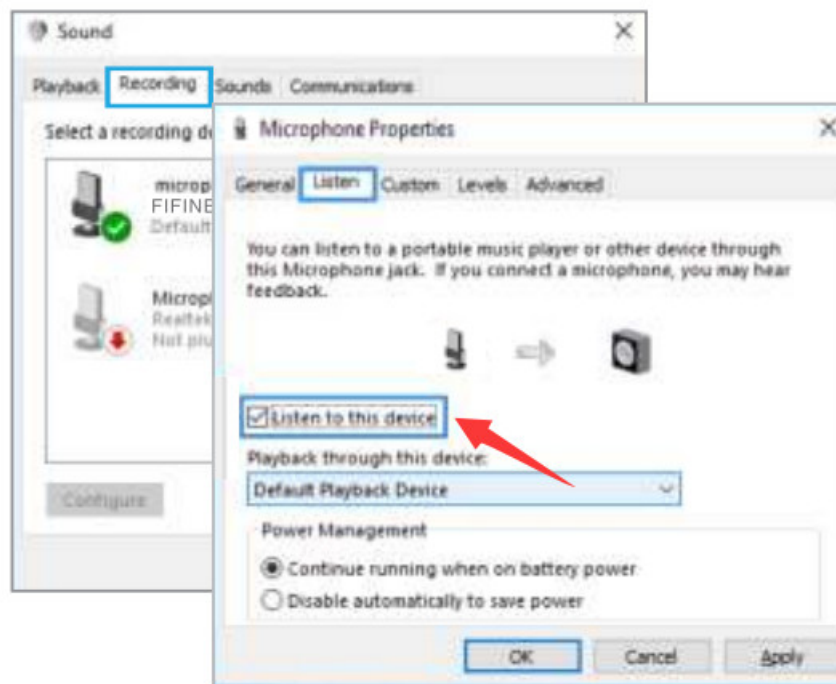 Sound
Playback Recording Sounds Communications
Select a recording de
microp
FIFINE
Default
Microp
Realtek
Not plu
Configure
Microphone Properties
General Listen Custom Levels Advanced
You can listen to a portable music player or other device through
this Microphone jack. If you connect a microphone, you may hear
feedback.
Listen to this device
Playback through this device:
Default Playback Device
Power Management
Continue running when on battery power
Disable automatically to save power
OK Cancel Apply